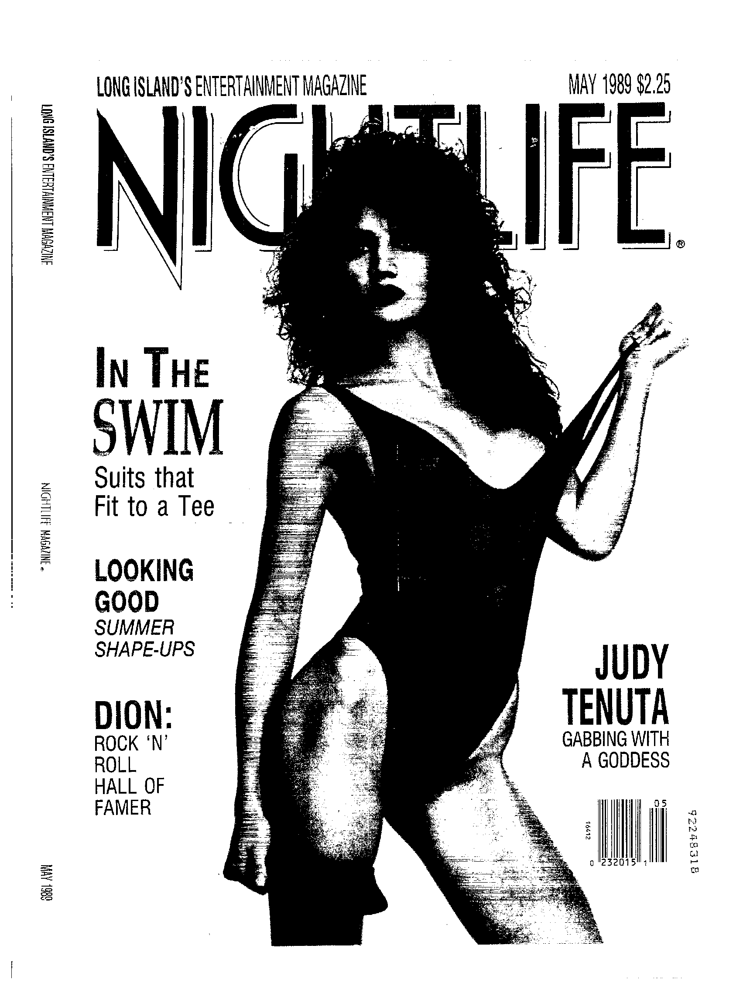 LONG ISLAND'S ENTERTAINMENT MAGAZINE
MAY 1989 $2.25
NIGHTLIFE®
IN THE
SWIM
Suits that
Fit to a Tee
LOOKING
GOOD
SUMMER
SHAPE-UPS
DION:
ROCK 'N'
ROLL
HALL OF
FAMER
JUDY
TENUTA
GABBING WITH
A GODDESS
05
16412
0 232015 1
92248318
LONG ISLAND'S ENTERTAINMENT MAGAZINE
NIGHTLIFE MAGAZINE
MAY 1989